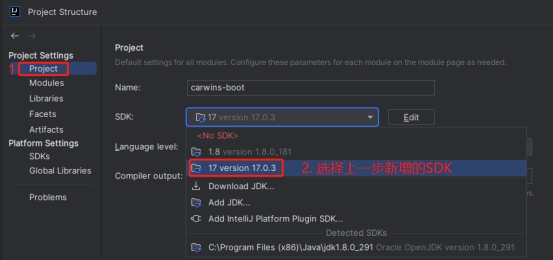 Project Structure
Project Settings
1
Project
Modules
Libraries
Facets
Artifacts
Platform Settings
SDKs
Global Libraries
Problems
Project
Default settings for all modules. Configure these parameters for each module on the module page as needed.
Name: carwins-boot
SDK: 17 version 17.0.3 Edit
<No SDK>
Language level:
1.8 version 1.8.0_181
17 version 17.0.3 2. 选择上一步新增的SDK
Compiler output:
Download JDK...
Add JDK...
Add IntelliJ Platform Plugin SDK...
Detected SDKs
C:\Program Files (x86)\Java\jdk1.8.0_291 Oracle OpenJDK version 1.8.0_291